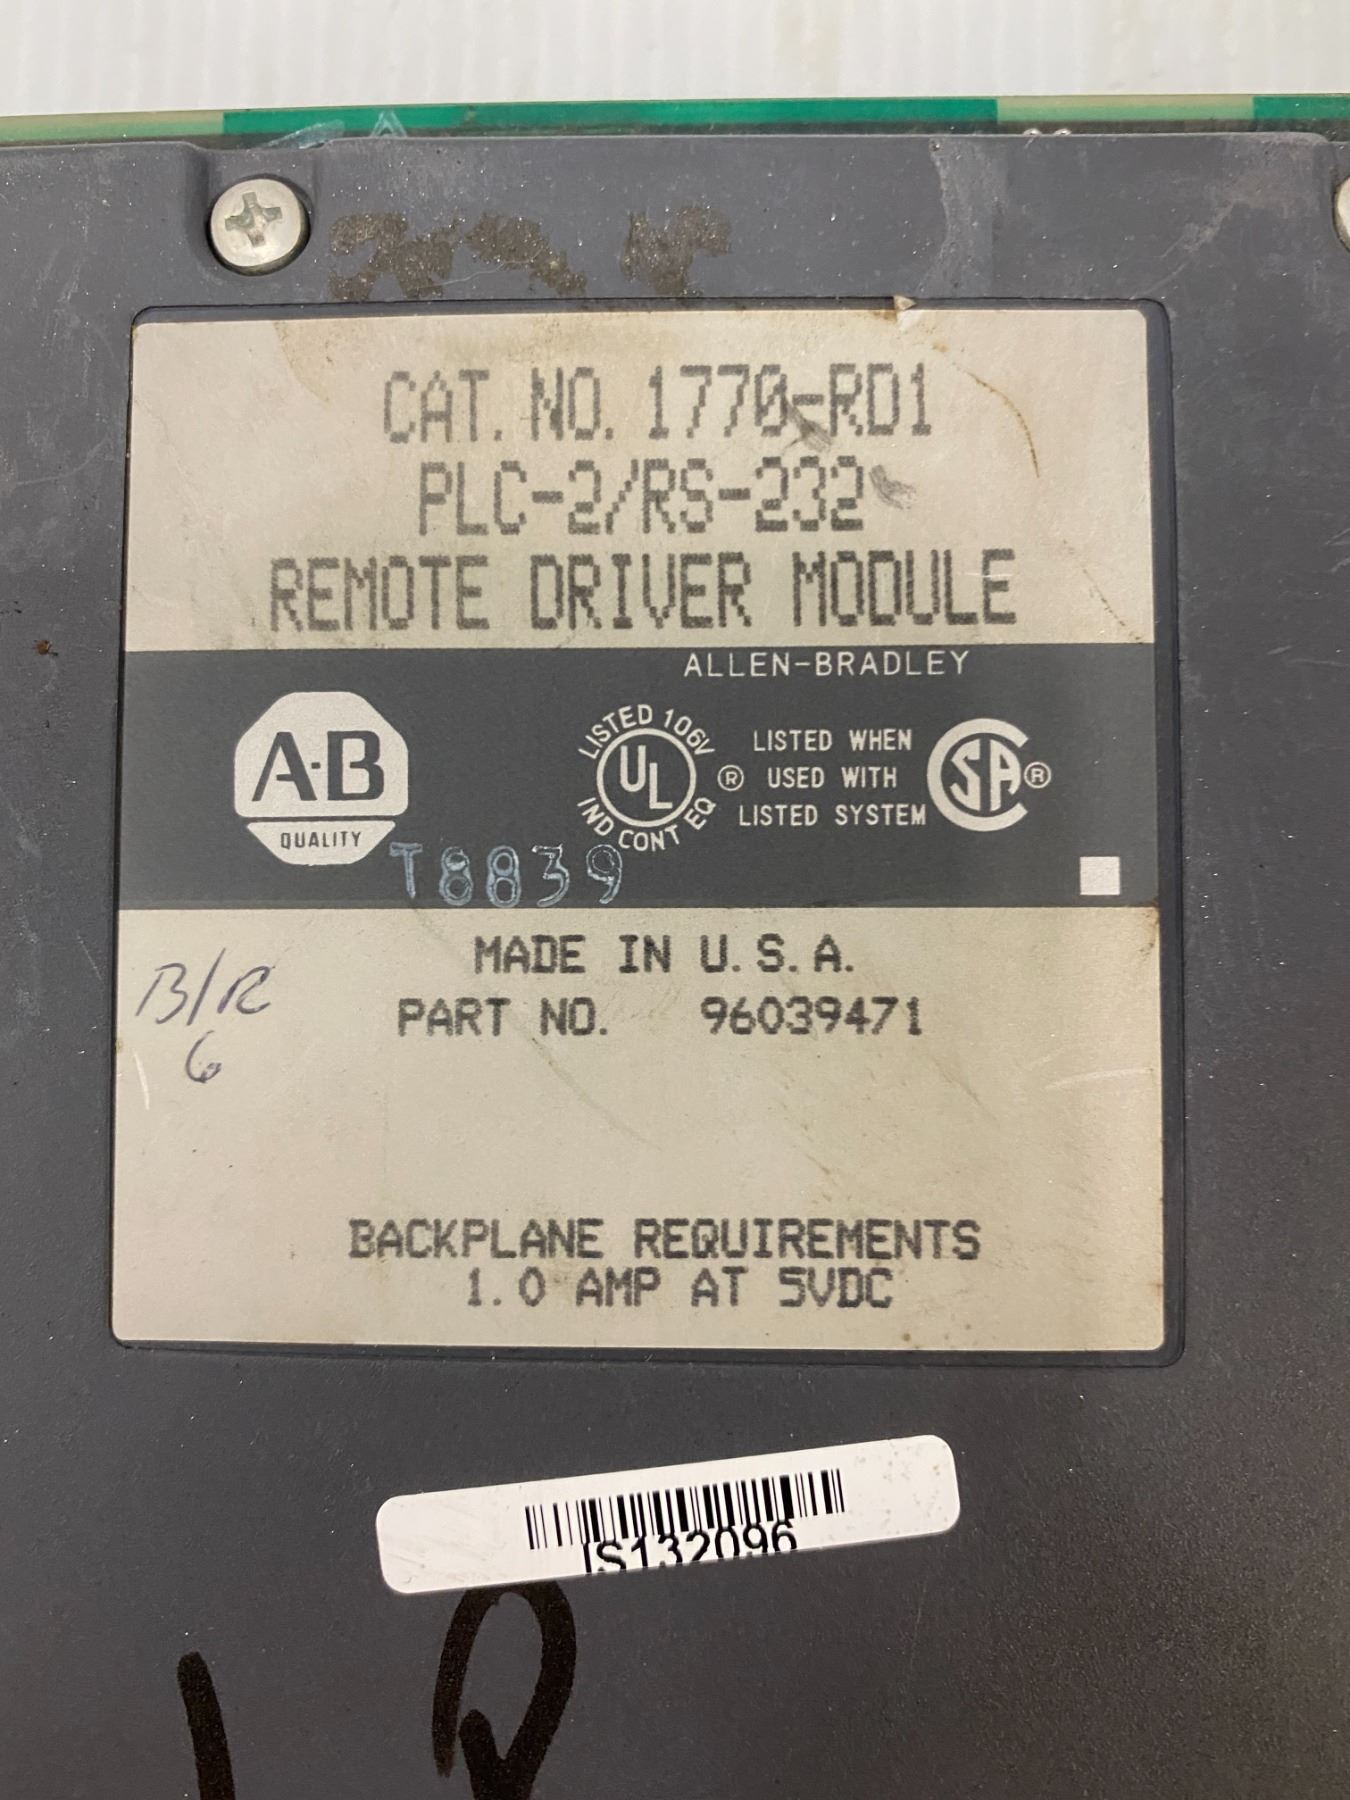 CAT. NO. 1770-RD1
PLC-2/RS-232
REMOTE DRIVER MODULE
ALLEN-BRADLEY
A·B
QUALITY
LISTED 106V
UL
IND CONT EQ
®
LISTED WHEN
USED WITH
LISTED SYSTEM
SA
®
T8839
MADE IN U.S.A.
PART NO. 96039471
B/R
6
BACKPLANE REQUIREMENTS
1.0 AMP AT 5VDC
IS132096